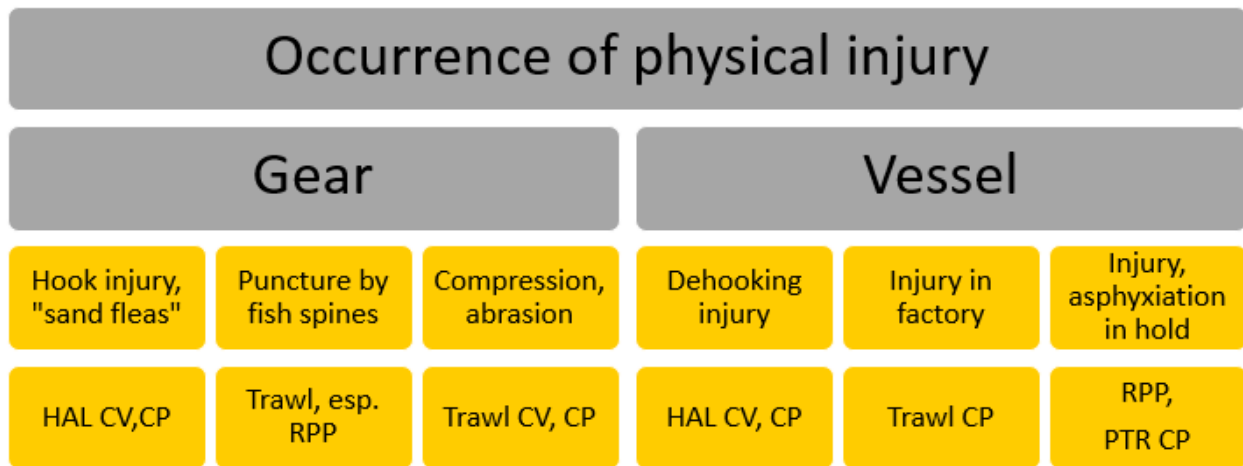 Occurrence of physical injury
Gear
Vessel
Hook injury,
"sand fleas"
Puncture by
fish spines
Compression,
abrasion
Dehooking
injury
Injury in
factory
Injury,
asphyxiation
in hold
HAL CV,CP
Trawl, esp.
RPP
Trawl CV, CP
HAL CV, CP
Trawl CP
RPP,
PTR CP